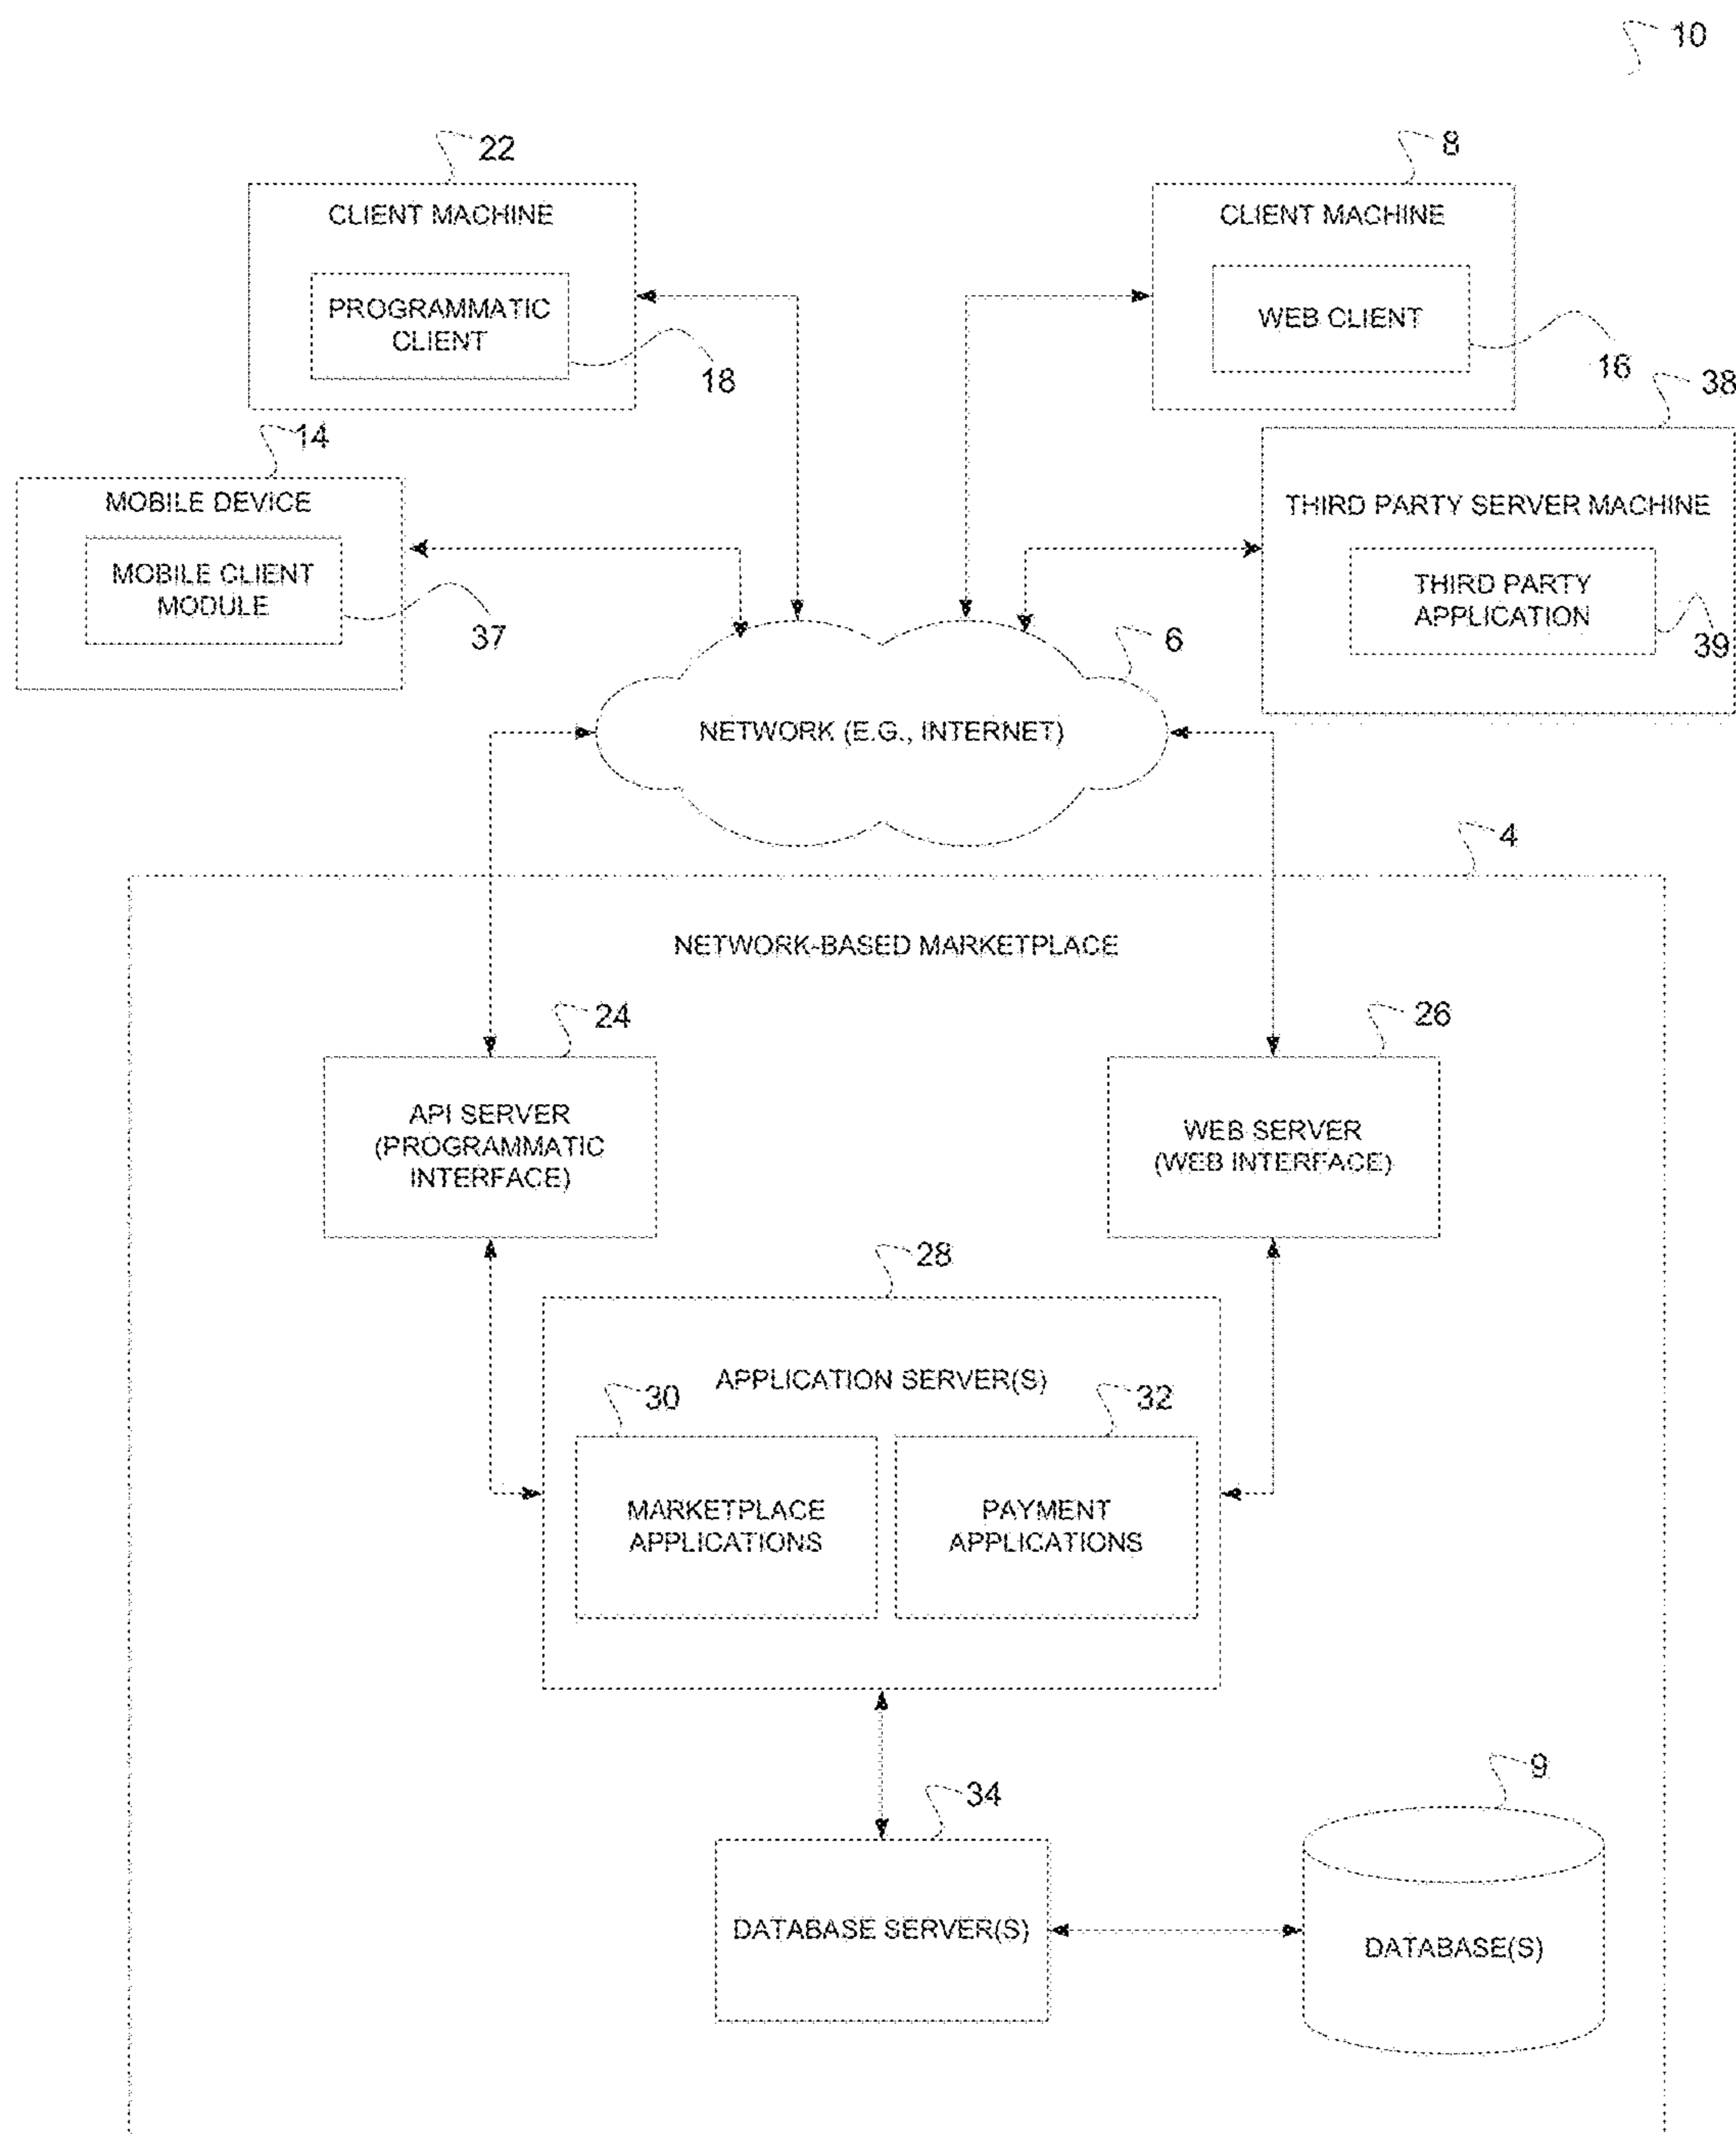 10
22
8
CLIENT MACHINE
PROGRAMMATIC
CLIENT
18
CLIENT MACHINE
WEB CLIENT
16
38
14
MOBILE DEVICE
MOBILE CLIENT
MODULE
37
THIRD PARTY SERVER MACHINE
THIRD PARTY
APPLICATION
39
6
NETWORK (E.G., INTERNET)
4
NETWORK-BASED MARKETPLACE
24
26
API SERVER
(PROGRAMMATIC
INTERFACE)
WEB SERVER
(WEB INTERFACE)
28
APPLICATION SERVER(S)
30
32
MARKETPLACE
APPLICATIONS
PAYMENT
APPLICATIONS
34
9
DATABASE SERVER(S)
DATABASE(S)